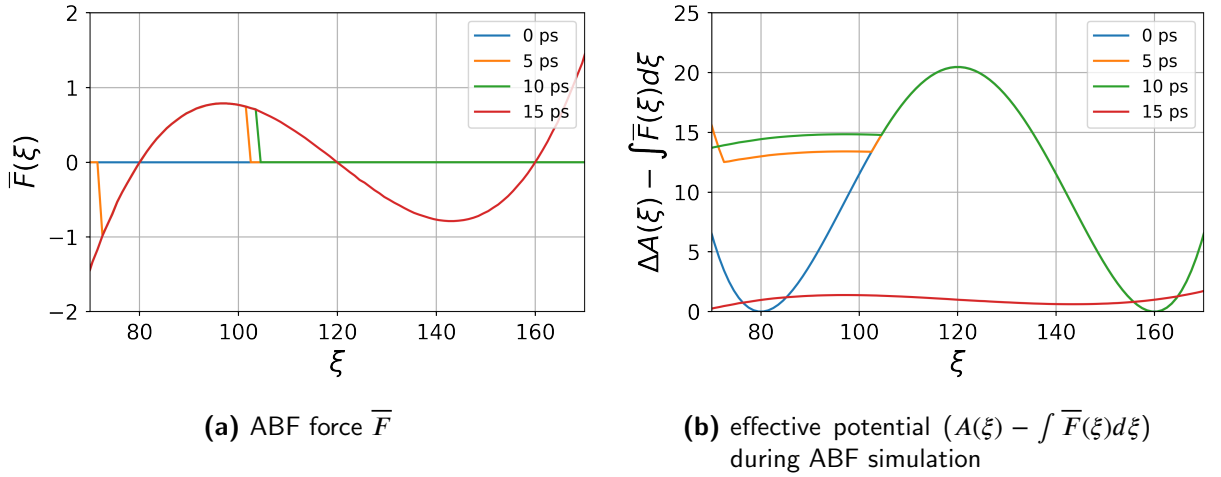 2
1
0
−1
−2
F̅(ξ)
80
100
120
140
160
ξ
0 ps
5 ps
10 ps
15 ps
25
20
15
10
5
0
ΔA(ξ) − ∫F̅(ξ)dξ
80
100
120
140
160
ξ
0 ps
5 ps
10 ps
15 ps
(a) ABF force F̅
(b) effective potential (A(ξ) − ∫ F̅(ξ)dξ)
during ABF simulation